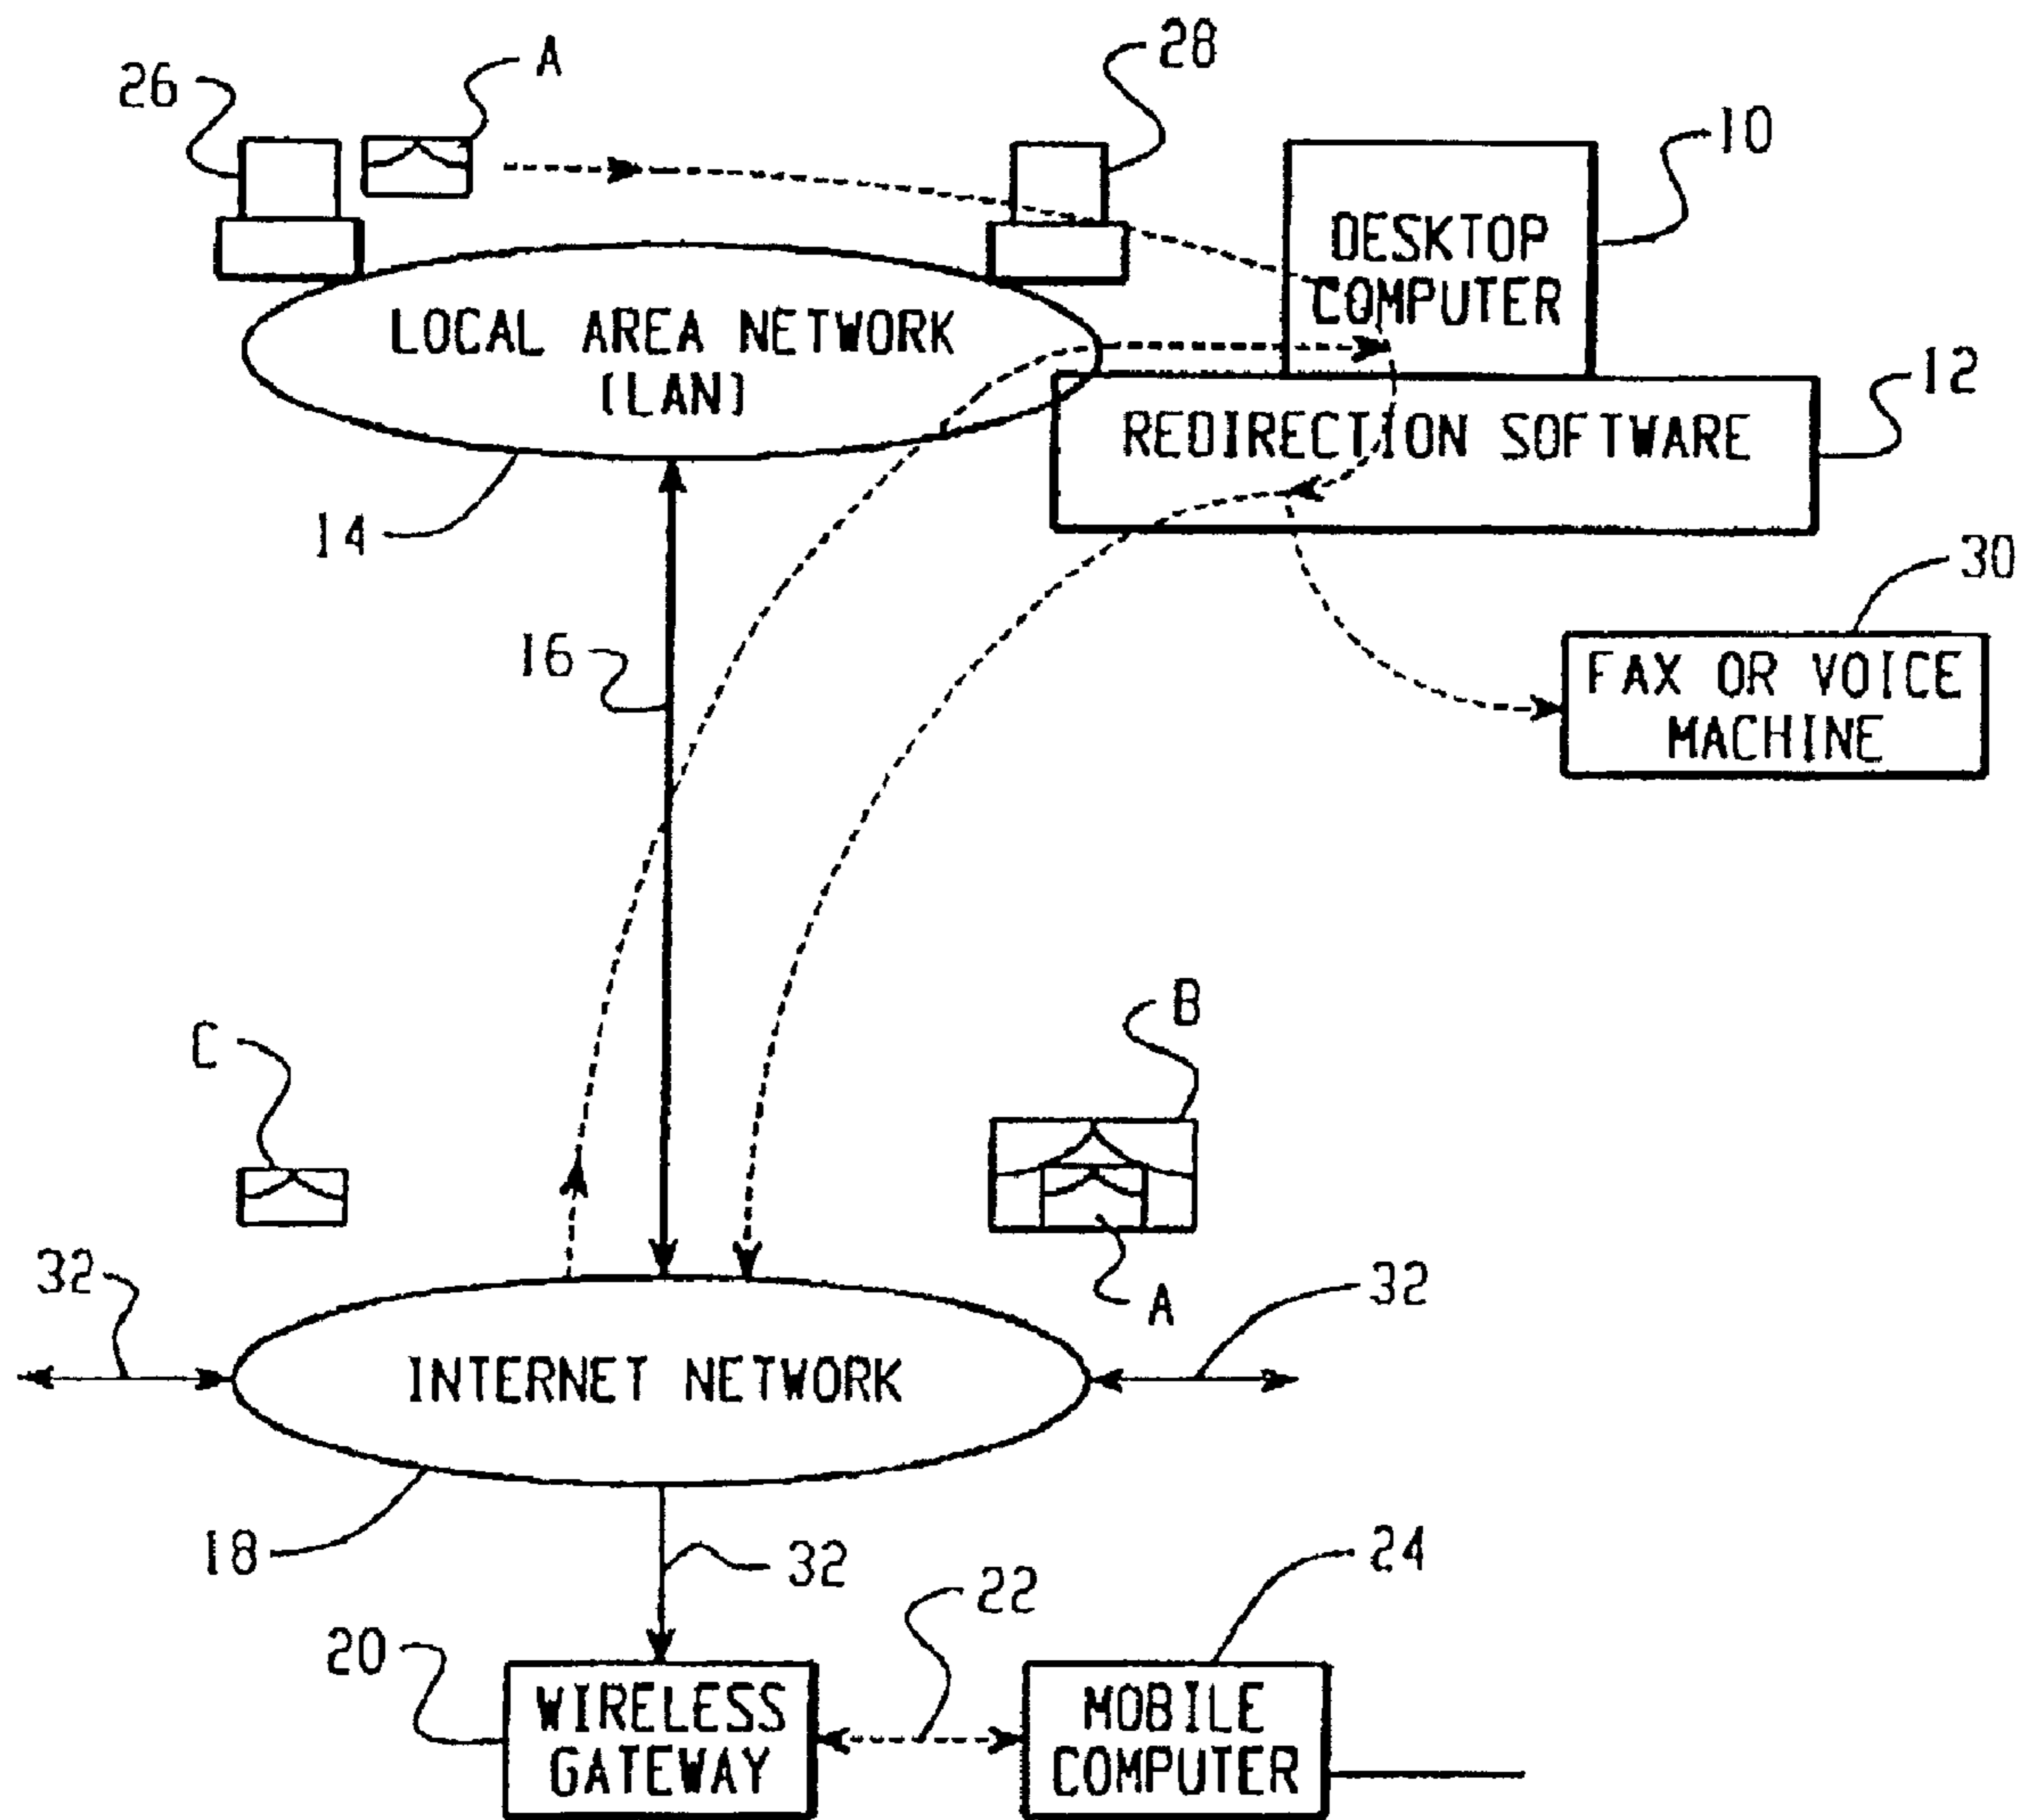 26
A
28
10
DESKTOP
COMPUTER
LOCAL AREA NETWORK
(LAN)
12
REDIRECTION SOFTWARE
14
30
16
FAX OR VOICE
MACHINE
B
C
32
A
32
INTERNET NETWORK
18
32
24
22
20
WIRELESS
GATEWAY
MOBILE
COMPUTER